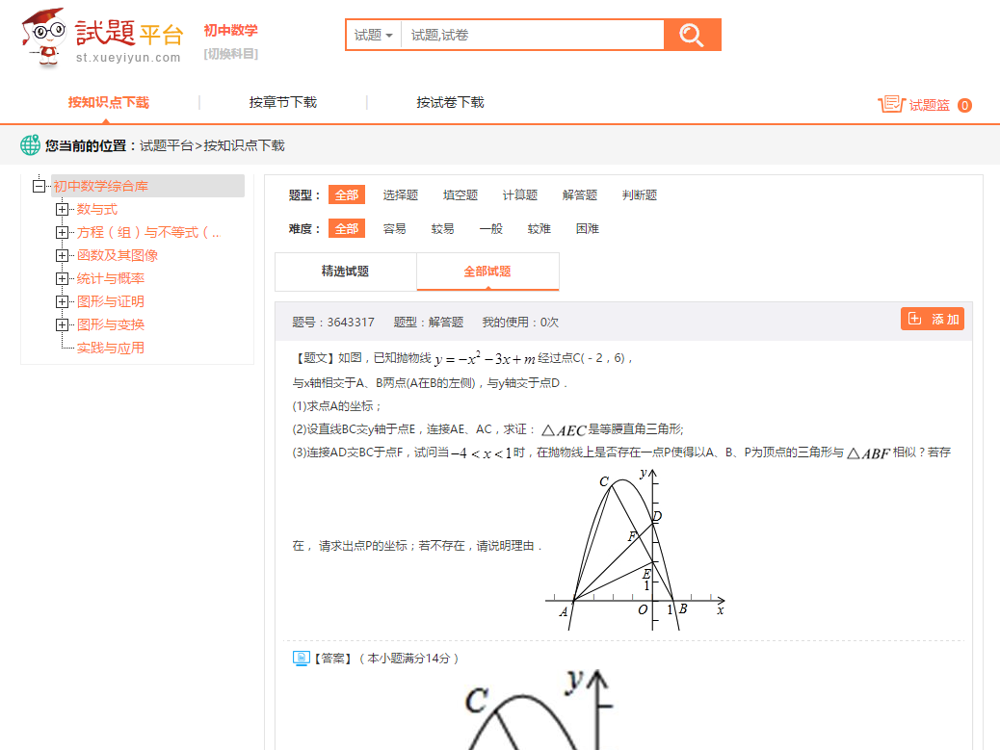 試題平台
st.xueyiyun.com
初中数学
[切换科目]
试题 试题,试卷
按知识点下载 | 按章节下载 | 按试卷下载
试题篮 0
您当前的位置：试题平台>按知识点下载
初中数学综合库
数与式
方程（组）与不等式（...
函数及其图像
统计与概率
图形与证明
图形与变换
实践与应用
题型： 全部 选择题 填空题 计算题 解答题 判断题
难度： 全部 容易 较易 一般 较难 困难
精选试题 全部试题
题号：3643317 题型：解答题 我的使用：0次 添加
【题文】如图，已知抛物线 y = −x² − 3x + m 经过点C(－2，6)，
与x轴相交于A、B两点(A在B的左侧)，与y轴交于点D．
(1)求点A的坐标；
(2)设直线BC交y轴于点E，连接AE、AC，求证：△AEC是等腰直角三角形;
(3)连接AD交BC于点F，试问当−4 < x < 1时，在抛物线上是否存在一点P使得以A、B、P为顶点的三角形与△ABF相似？若存
在， 请求出点P的坐标；若不存在，请说明理由．
y
C
D
F
E
1
A O 1 B x
【答案】（本小题满分14分）
y
C